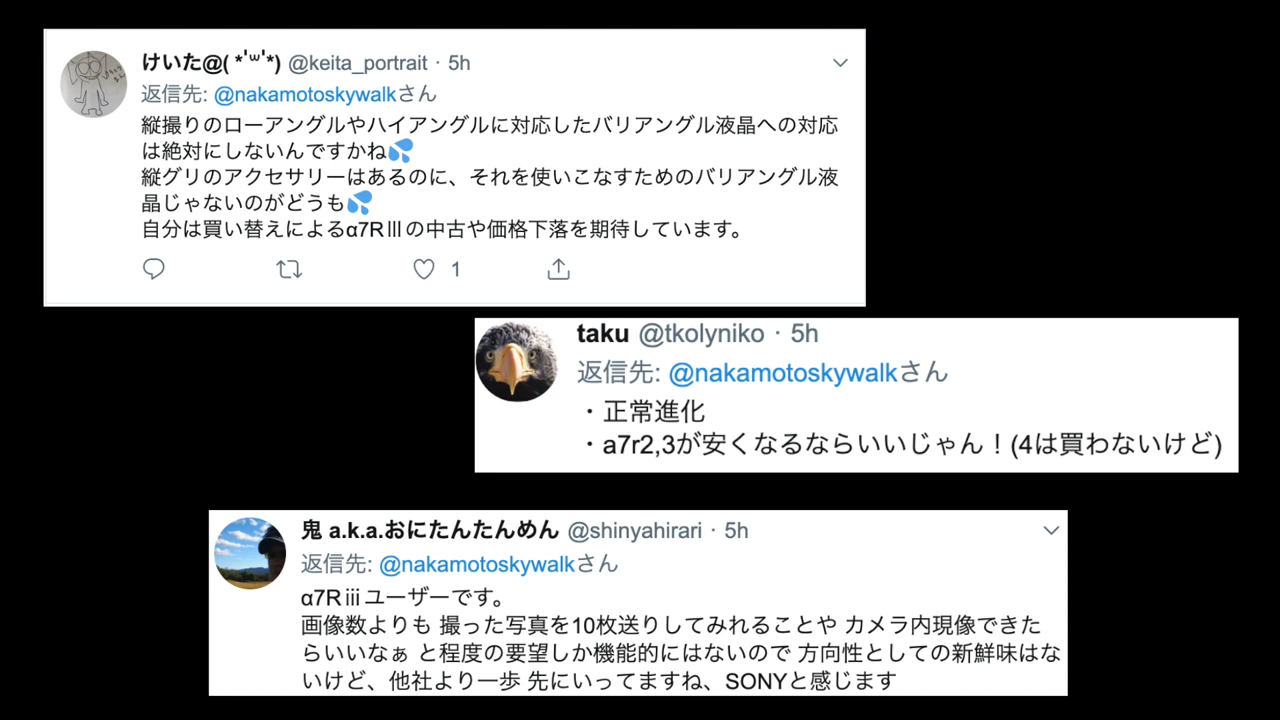 けいた@( *'ω'*) @keita_portrait · 5h
返信先: @nakamotoskywalkさん
縦撮りのローアングルやハイアングルに対応したバリアングル液晶への対応
は絶対にしないんですかね💦
縦グリのアクセサリーはあるのに、それを使いこなすためのバリアングル液
晶じゃないのがどうも💦
自分は買い替えによるα7RⅢの中古や価格下落を期待しています。
1
taku @tkolyniko · 5h
返信先: @nakamotoskywalkさん
・正常進化
・a7r2,3が安くなるならいいじゃん！(4は買わないけど)
鬼 a.k.a.おにたんたんめん @shinyahirari · 5h
返信先: @nakamotoskywalkさん
α7Rⅲユーザーです。
画像数よりも 撮った写真を10枚送りしてみれることや カメラ内現像できた
らいいなぁ と程度の要望しか機能的にはないので 方向性としての新鮮味はな
いけど、他社より一歩 先にいってますね、SONYと感じます